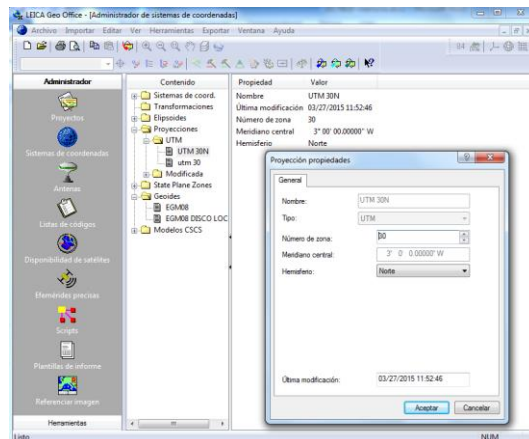 LEICA Geo Office - [Administrador de sistemas de coordenadas]
Archivo Importar Editar Ver Herramientas Exportar Ventana Ayuda
Administrador
Proyectos
Sistemas de coordenadas
Antenas
Listas de códigos
Disponibilidad de satélites
Efemérides precisas
Scripts
Plantillas de informe
Referenciar imagen
Herramientas
Contenido
Sistemas de coord.
Transformaciones
Elipsoides
Proyecciones
UTM
UTM 30N
utm 30
Modificada
State Plane Zones
Geoides
EGM08
EGM08 DISCO LOC
Modelos CSCS
Propiedad Valor
Nombre UTM 30N
Última modificación 03/27/2015 11:52:46
Número de zona 30
Meridiano central 3° 00' 00.00000" W
Hemisferio Norte
Proyección propiedades
General
Nombre: UTM 30N
Tipo: UTM
Número de zona: 30
Meridiano central: 3° 0' 0.00000" W
Hemisferio: Norte
Última modificación: 03/27/2015 11:52:46
Aceptar Cancelar
Listo NUM